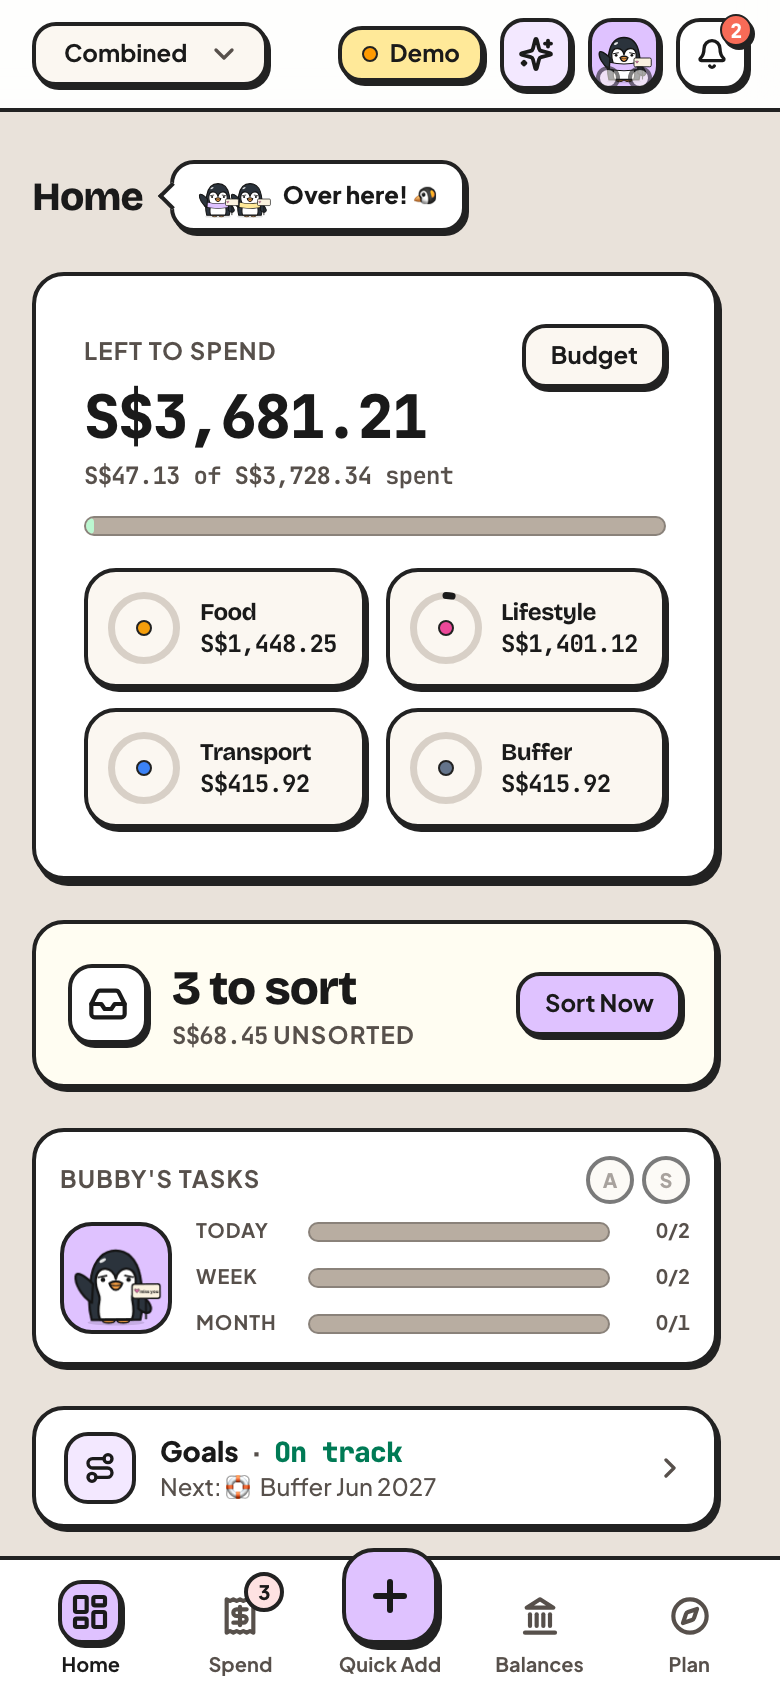 Combined
Demo
2
Home
Over here! 🐧
LEFT TO SPEND
Budget
S$3,681.21
S$47.13 of S$3,728.34 spent
Food
S$1,448.25
Lifestyle
S$1,401.12
Transport
S$415.92
Buffer
S$415.92
3 to sort
S$68.45 UNSORTED
Sort Now
BUBBY'S TASKS
A S
TODAY 0/2
WEEK 0/2
MONTH 0/1
Goals · On track
Next: 🛟 Buffer Jun 2027
3
Home
Spend
Quick Add
Balances
Plan